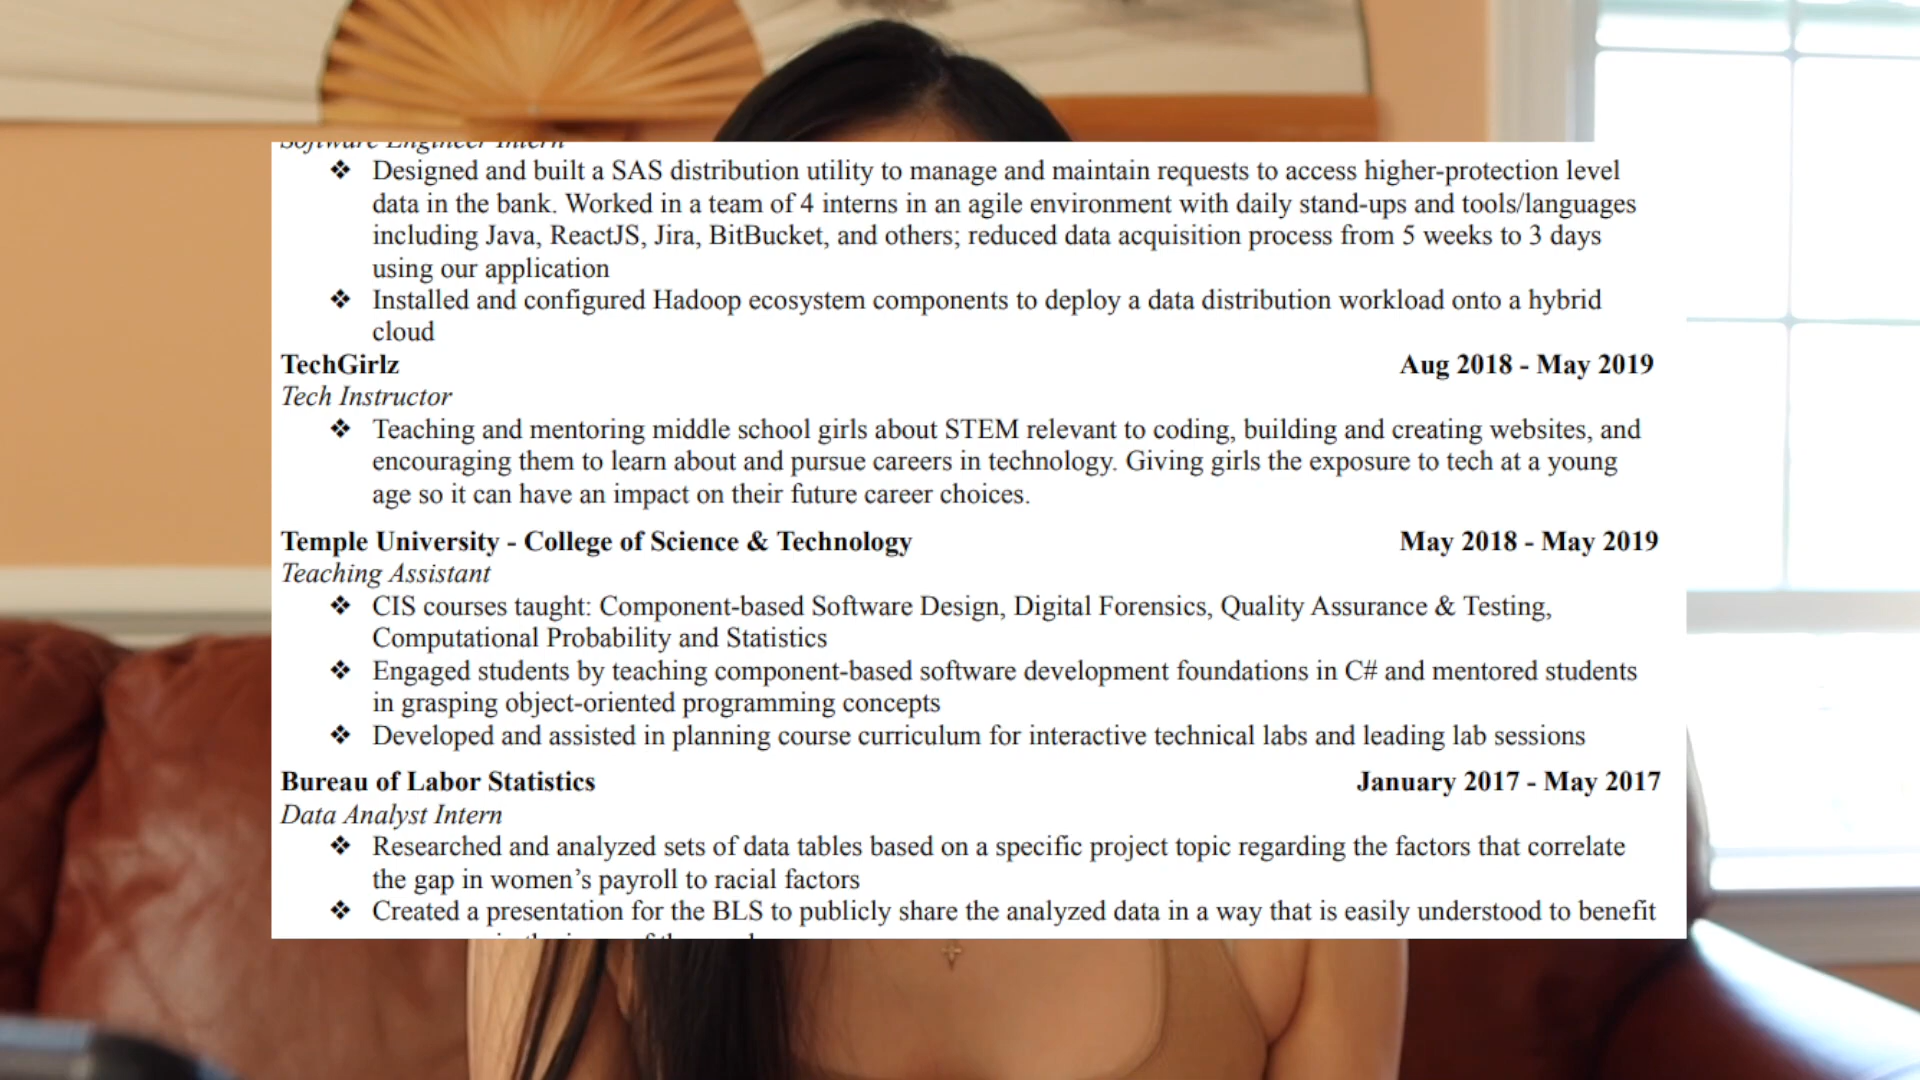 Software Engineer Intern
❖ Designed and built a SAS distribution utility to manage and maintain requests to access higher-protection level
data in the bank. Worked in a team of 4 interns in an agile environment with daily stand-ups and tools/languages
including Java, ReactJS, Jira, BitBucket, and others; reduced data acquisition process from 5 weeks to 3 days
using our application
❖ Installed and configured Hadoop ecosystem components to deploy a data distribution workload onto a hybrid
cloud
TechGirlz Aug 2018 - May 2019
Tech Instructor
❖ Teaching and mentoring middle school girls about STEM relevant to coding, building and creating websites, and
encouraging them to learn about and pursue careers in technology. Giving girls the exposure to tech at a young
age so it can have an impact on their future career choices.
Temple University - College of Science & Technology May 2018 - May 2019
Teaching Assistant
❖ CIS courses taught: Component-based Software Design, Digital Forensics, Quality Assurance & Testing,
Computational Probability and Statistics
❖ Engaged students by teaching component-based software development foundations in C# and mentored students
in grasping object-oriented programming concepts
❖ Developed and assisted in planning course curriculum for interactive technical labs and leading lab sessions
Bureau of Labor Statistics January 2017 - May 2017
Data Analyst Intern
❖ Researched and analyzed sets of data tables based on a specific project topic regarding the factors that correlate
the gap in women’s payroll to racial factors
❖ Created a presentation for the BLS to publicly share the analyzed data in a way that is easily understood to benefit